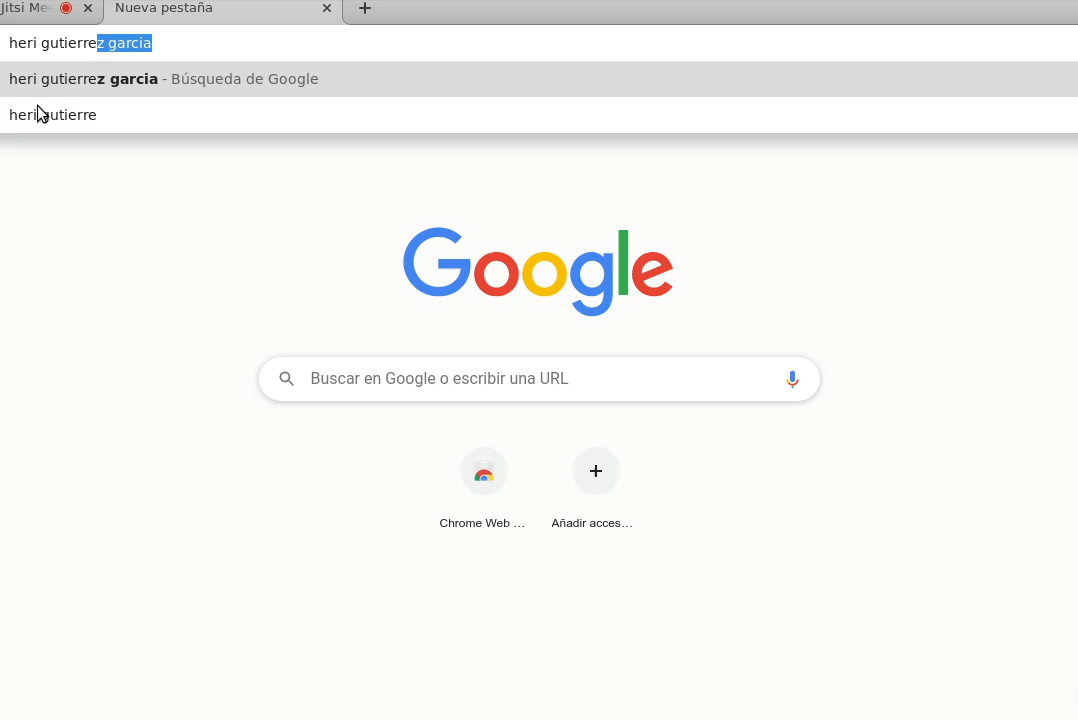 Jitsi Mee
Nueva pestaña
heri gutierrez garcia
heri gutierrez garcia - Búsqueda de Google
heri gutierre
Google
Buscar en Google o escribir una URL
Chrome Web ...
Añadir acces...